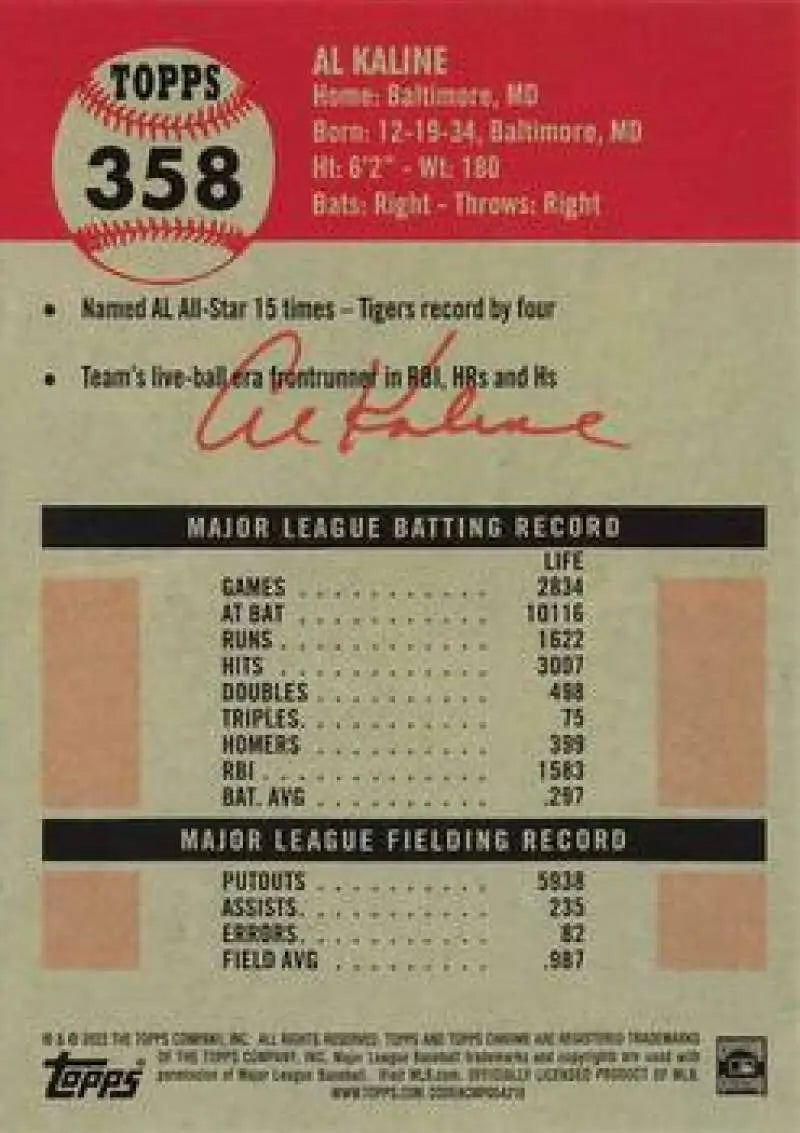 TOPPS
358
AL KALINE
Home: Baltimore, MD
Born: 12-19-34, Baltimore, MD
Ht: 6'2" - Wt: 180
Bats: Right - Throws: Right
• Named AL All-Star 15 times – Tigers record by four
• Team's live-ball era frontrunner in RBI, HRs and Hs
Al Kaline
MAJOR LEAGUE BATTING RECORD
LIFE
GAMES . . . . . . . . . . . 2834
AT BAT . . . . . . . . . . . 10116
RUNS . . . . . . . . . . . . 1622
HITS . . . . . . . . . . . . 3007
DOUBLES . . . . . . . . . . 498
TRIPLES. . . . . . . . . . . 75
HOMERS . . . . . . . . . . 399
RBI . . . . . . . . . . . . . 1583
BAT. AVG . . . . . . . . . . .297
MAJOR LEAGUE FIELDING RECORD
PUTOUTS . . . . . . . . . . 5938
ASSISTS. . . . . . . . . . . 235
ERRORS. . . . . . . . . . . 82
FIELD AVG . . . . . . . . . .987
THE TOPPS COMPANY, INC. ALL RIGHTS RESERVED. TOPPS AND TOPPS CHROME ARE REGISTERED TRADEMARKS
OF THE TOPPS COMPANY, INC. Major League Baseball trademarks and copyrights are used with
permission of Major League Baseball. Visit MLB.com. OFFICIALLY LICENSED PRODUCT OF MLB.
WWW.TOPPS.COM
Topps